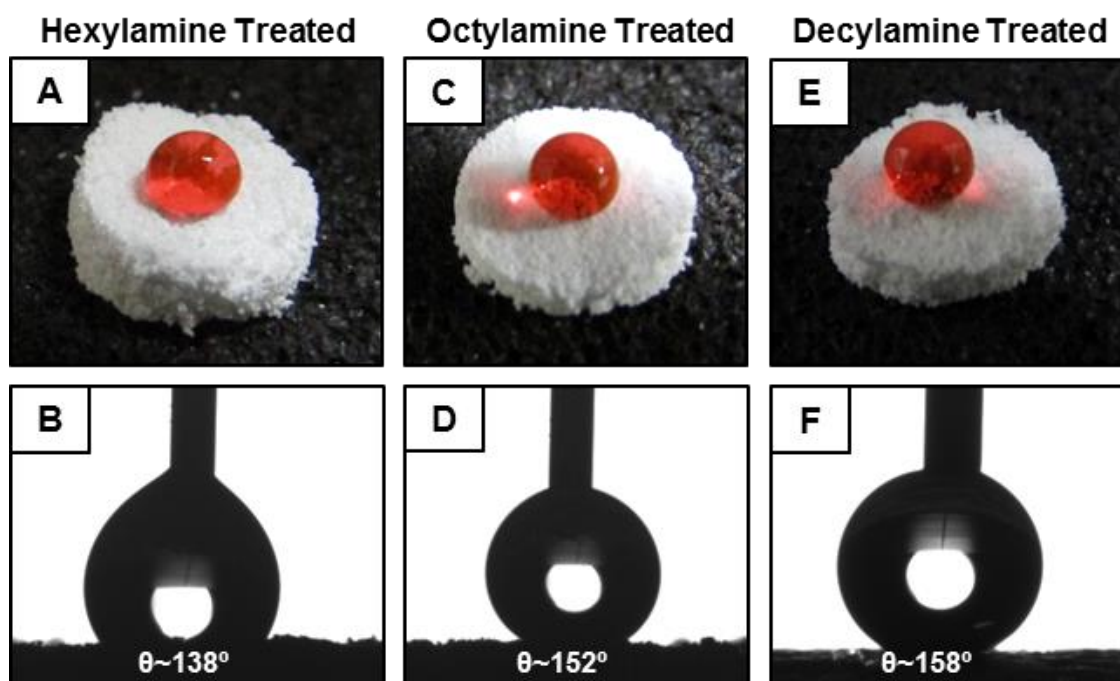 Hexylamine Treated
Octylamine Treated
Decylamine Treated
A
C
E
B
D
F
θ~138º
θ~152º
θ~158º